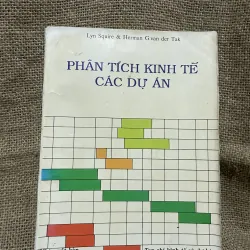 Lyn Squire & Herman G van der Tak
PHÂN TÍCH KINH TẾ
CÁC DỰ ÁN